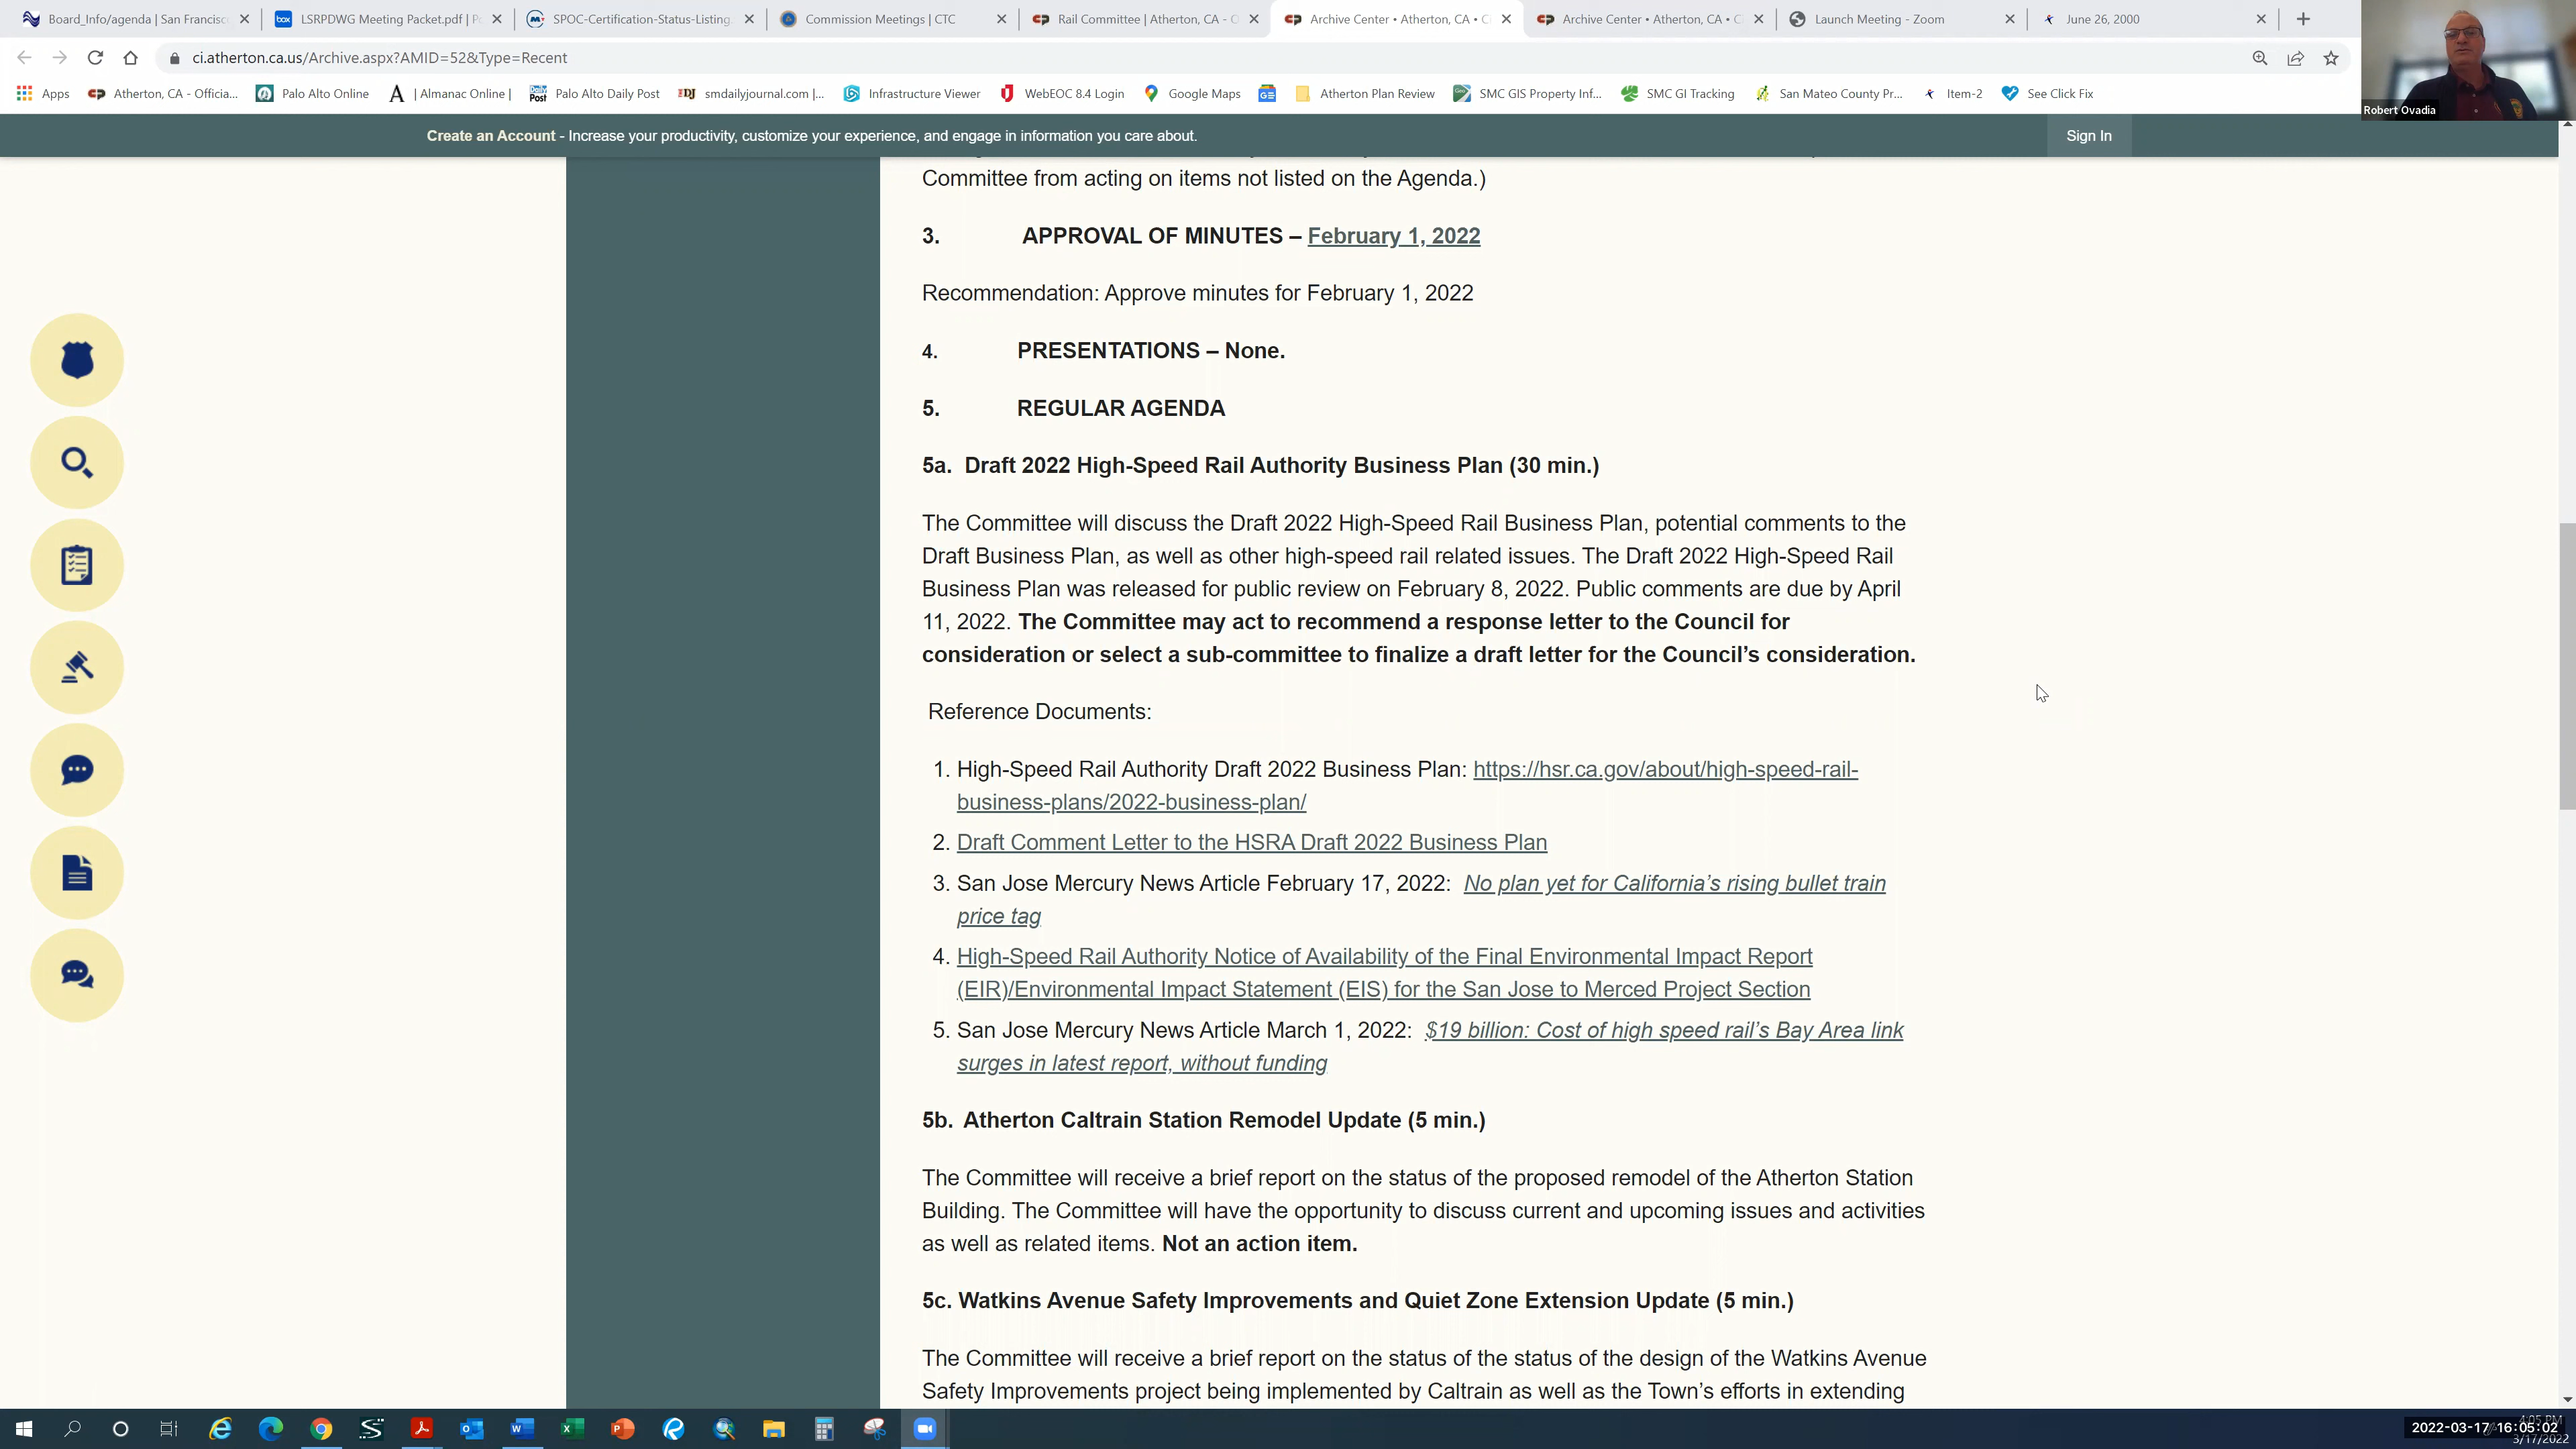 Board_Info/agenda | San Francisc
LSRPDWG Meeting Packet.pdf | P
SPOC-Certification-Status-Listing
Commission Meetings | CTC
Rail Committee | Atherton, CA - O
Archive Center • Atherton, CA • C
Archive Center • Atherton, CA • C
Launch Meeting - Zoom
June 26, 2000
ci.atherton.ca.us/Archive.aspx?AMID=52&Type=Recent
Apps
Atherton, CA - Officia...
Palo Alto Online
| Almanac Online |
Palo Alto Daily Post
smdailyjournal.com |...
Infrastructure Viewer
WebEOC 8.4 Login
Google Maps
Atherton Plan Review
SMC GIS Property Inf...
SMC GI Tracking
San Mateo County Pr...
Item-2
See Click Fix
Robert Ovadia
Create an Account - Increase your productivity, customize your experience, and engage in information you care about.
Sign In
Committee from acting on items not listed on the Agenda.)
3. APPROVAL OF MINUTES – February 1, 2022
Recommendation: Approve minutes for February 1, 2022
4. PRESENTATIONS – None.
5. REGULAR AGENDA
5a. Draft 2022 High-Speed Rail Authority Business Plan (30 min.)
The Committee will discuss the Draft 2022 High-Speed Rail Business Plan, potential comments to the
Draft Business Plan, as well as other high-speed rail related issues. The Draft 2022 High-Speed Rail
Business Plan was released for public review on February 8, 2022. Public comments are due by April
11, 2022. The Committee may act to recommend a response letter to the Council for
consideration or select a sub-committee to finalize a draft letter for the Council's consideration.
Reference Documents:
1. High-Speed Rail Authority Draft 2022 Business Plan: https://hsr.ca.gov/about/high-speed-rail-
business-plans/2022-business-plan/
2. Draft Comment Letter to the HSRA Draft 2022 Business Plan
3. San Jose Mercury News Article February 17, 2022: No plan yet for California's rising bullet train
price tag
4. High-Speed Rail Authority Notice of Availability of the Final Environmental Impact Report
(EIR)/Environmental Impact Statement (EIS) for the San Jose to Merced Project Section
5. San Jose Mercury News Article March 1, 2022: $19 billion: Cost of high speed rail's Bay Area link
surges in latest report, without funding
5b. Atherton Caltrain Station Remodel Update (5 min.)
The Committee will receive a brief report on the status of the proposed remodel of the Atherton Station
Building. The Committee will have the opportunity to discuss current and upcoming issues and activities
as well as related items. Not an action item.
5c. Watkins Avenue Safety Improvements and Quiet Zone Extension Update (5 min.)
The Committee will receive a brief report on the status of the status of the design of the Watkins Avenue
Safety Improvements project being implemented by Caltrain as well as the Town's efforts in extending
4:05 PM
2022-03-17 16:05:02
3/17/2022